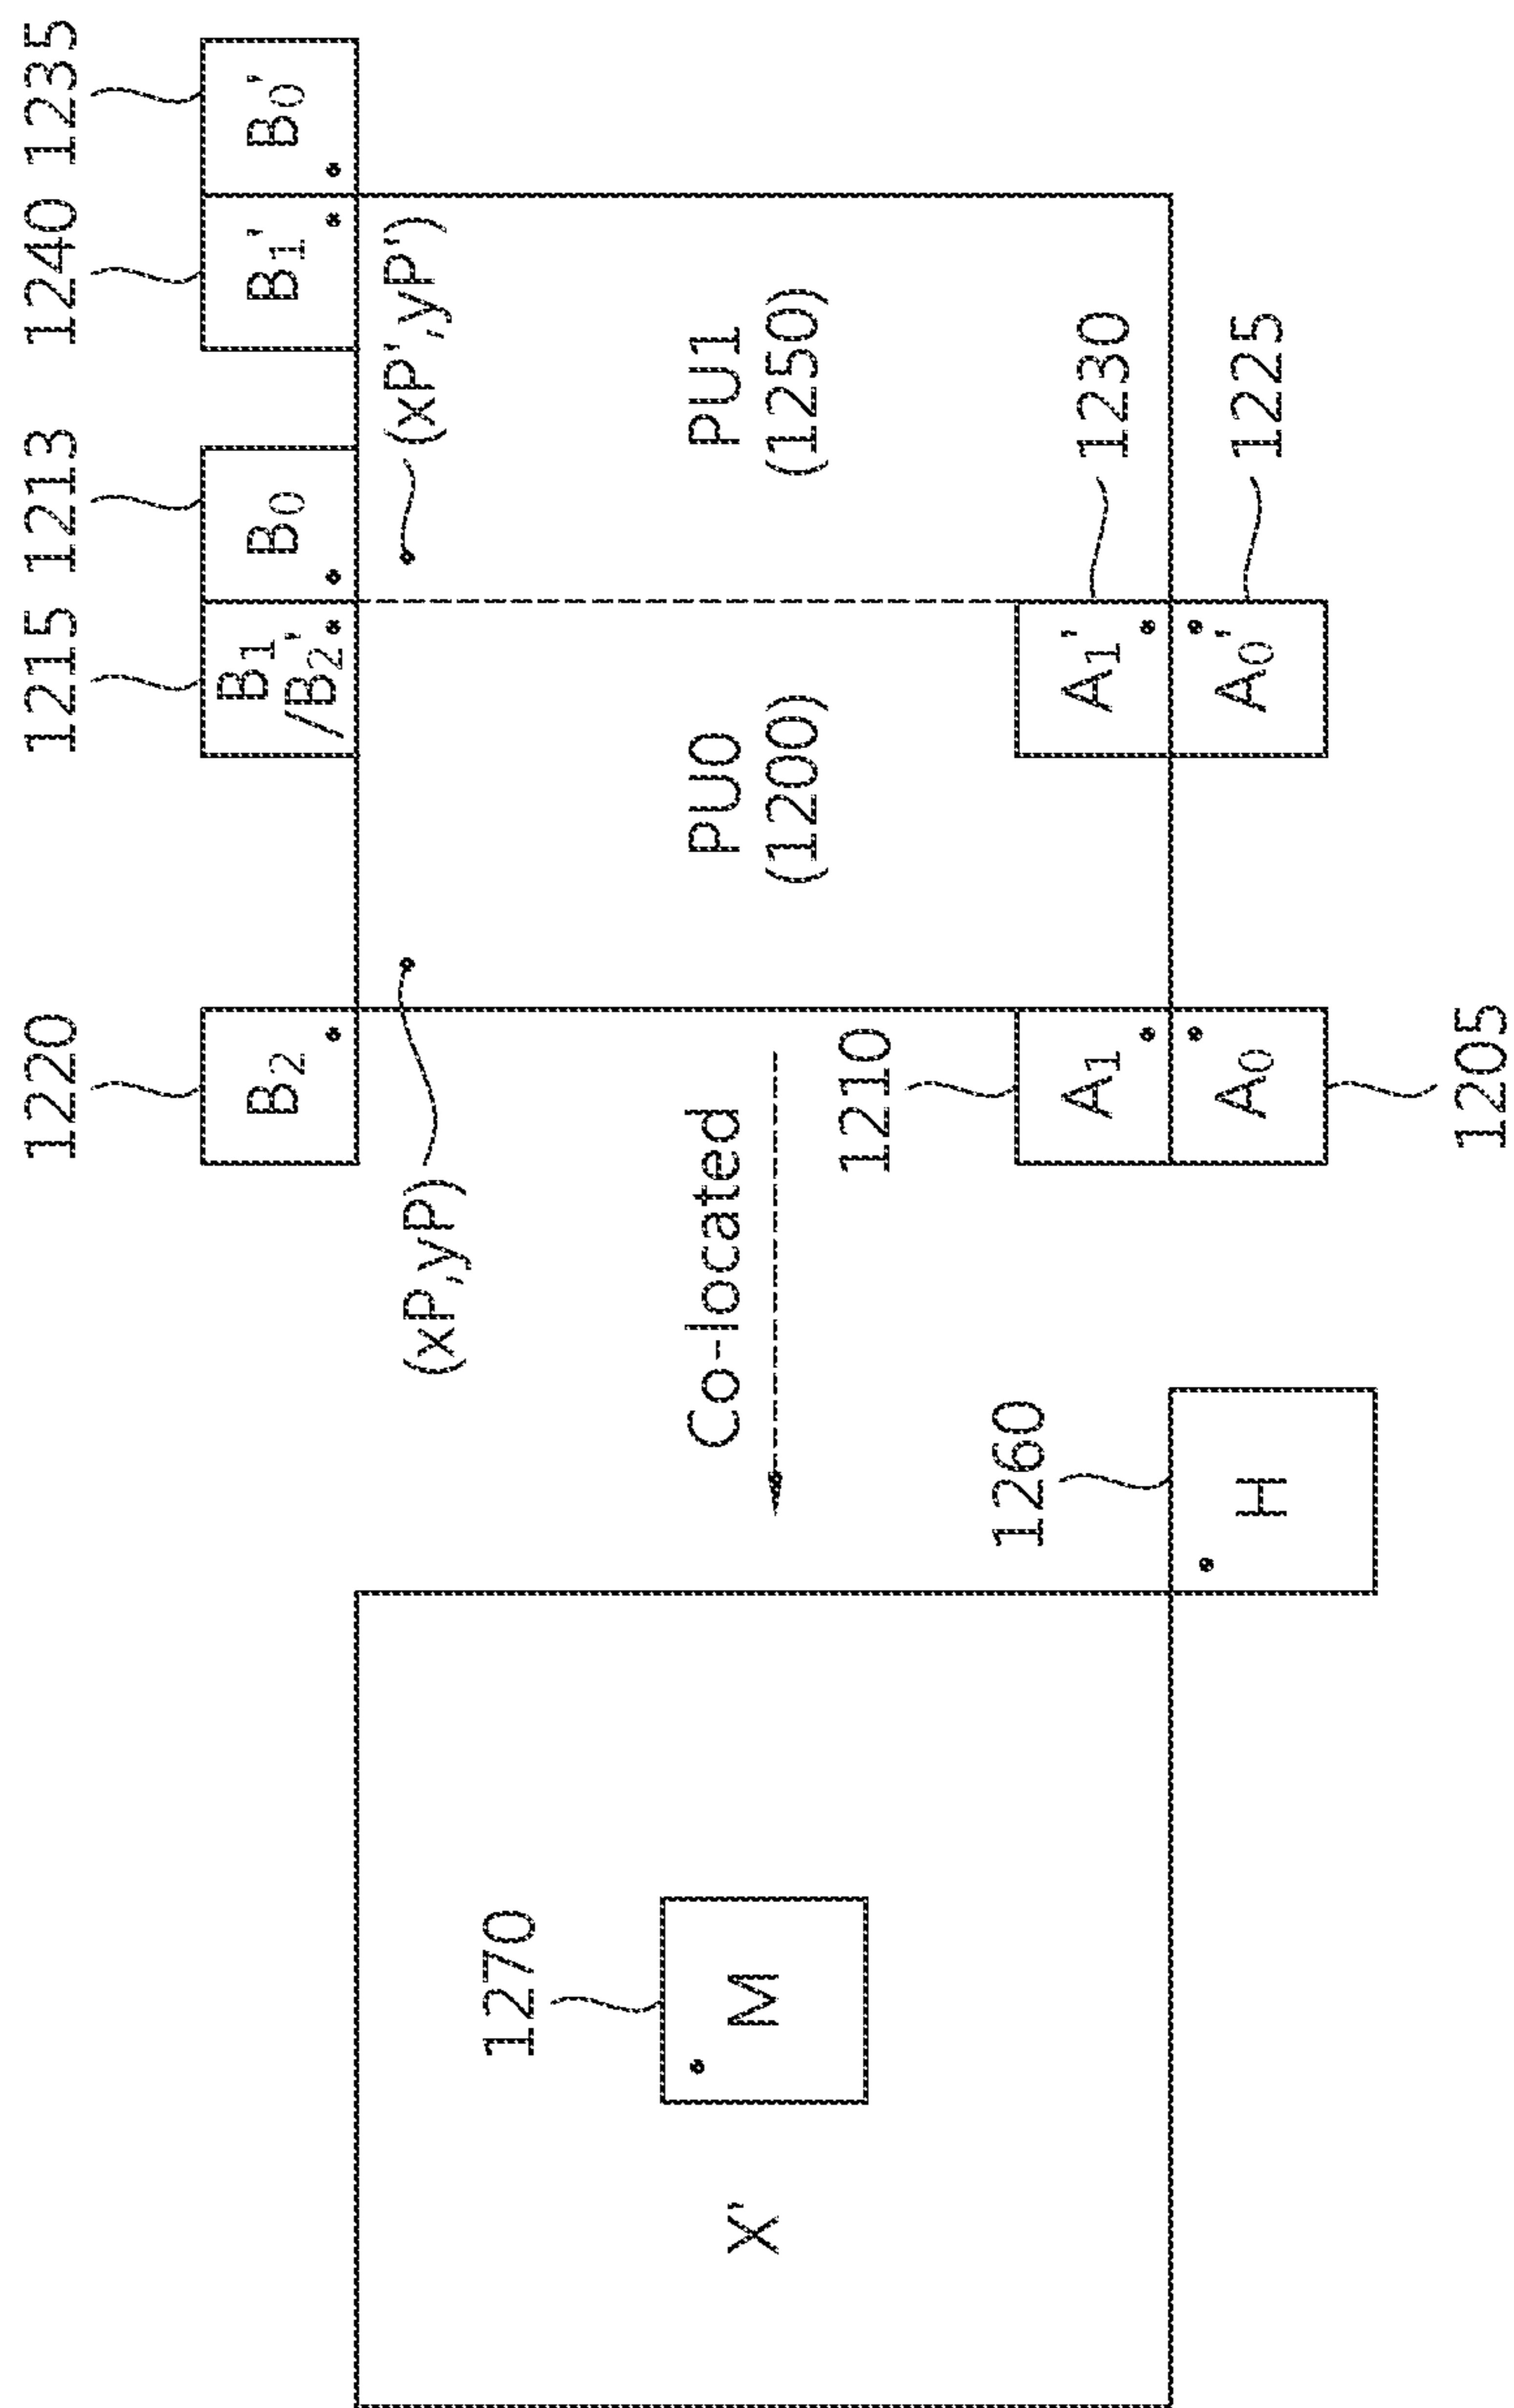 1220
1215
1213
1240
1235
B₂
B₁
/B₂'
B₀
B₁'
B₀'
(xP,yP)
(xP',yP')
1270
X'
M
Co-located
PU0
(1200)
PU1
(1250)
1210
1260
1230
A₁
A₁'
H
A₀
A₀'
1225
1205